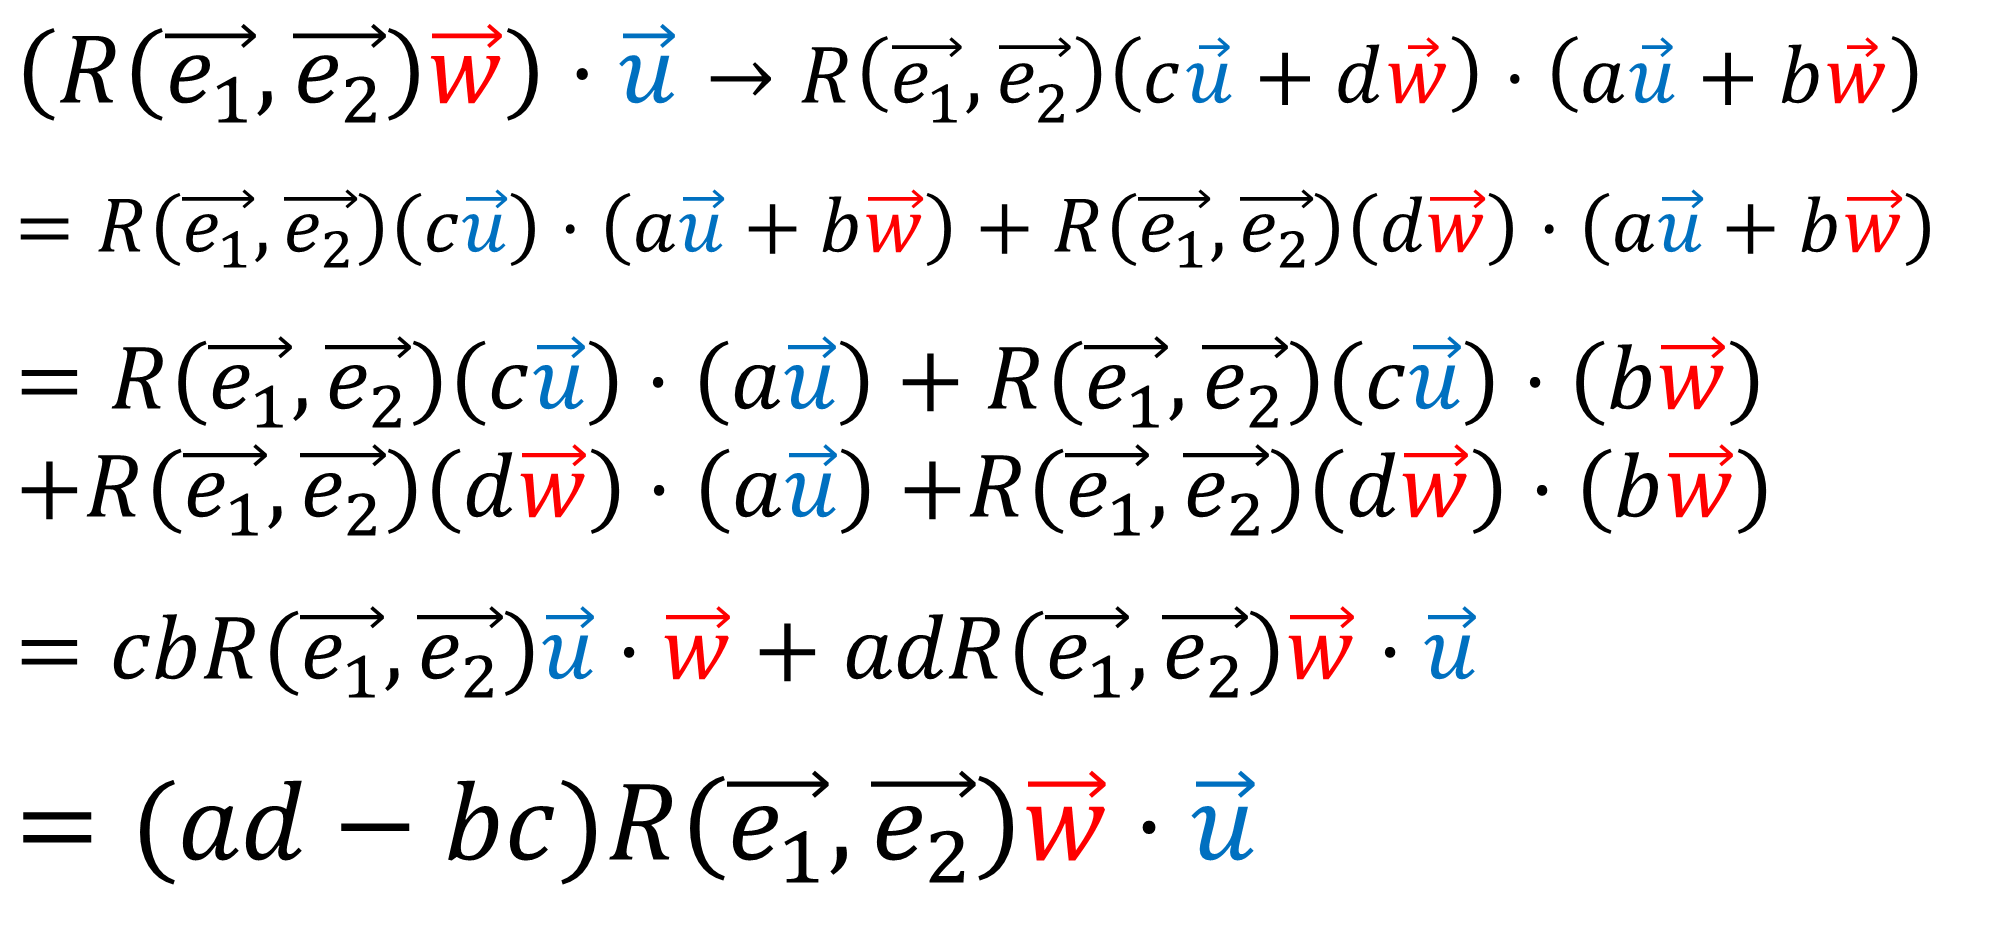 (R(e₁⃗, e₂⃗)w⃗) · u⃗ → R(e₁⃗, e₂⃗)(cu⃗ + dw⃗) · (au⃗ + bw⃗)
= R(e₁⃗, e₂⃗)(cu⃗) · (au⃗ + bw⃗) + R(e₁⃗, e₂⃗)(dw⃗) · (au⃗ + bw⃗)
= R(e₁⃗, e₂⃗)(cu⃗) · (au⃗) + R(e₁⃗, e₂⃗)(cu⃗) · (bw⃗)
+R(e₁⃗, e₂⃗)(dw⃗) · (au⃗) +R(e₁⃗, e₂⃗)(dw⃗) · (bw⃗)
= cbR(e₁⃗, e₂⃗)u⃗ · w⃗ + adR(e₁⃗, e₂⃗)w⃗ · u⃗
= (ad − bc)R(e₁⃗, e₂⃗)w⃗ · u⃗